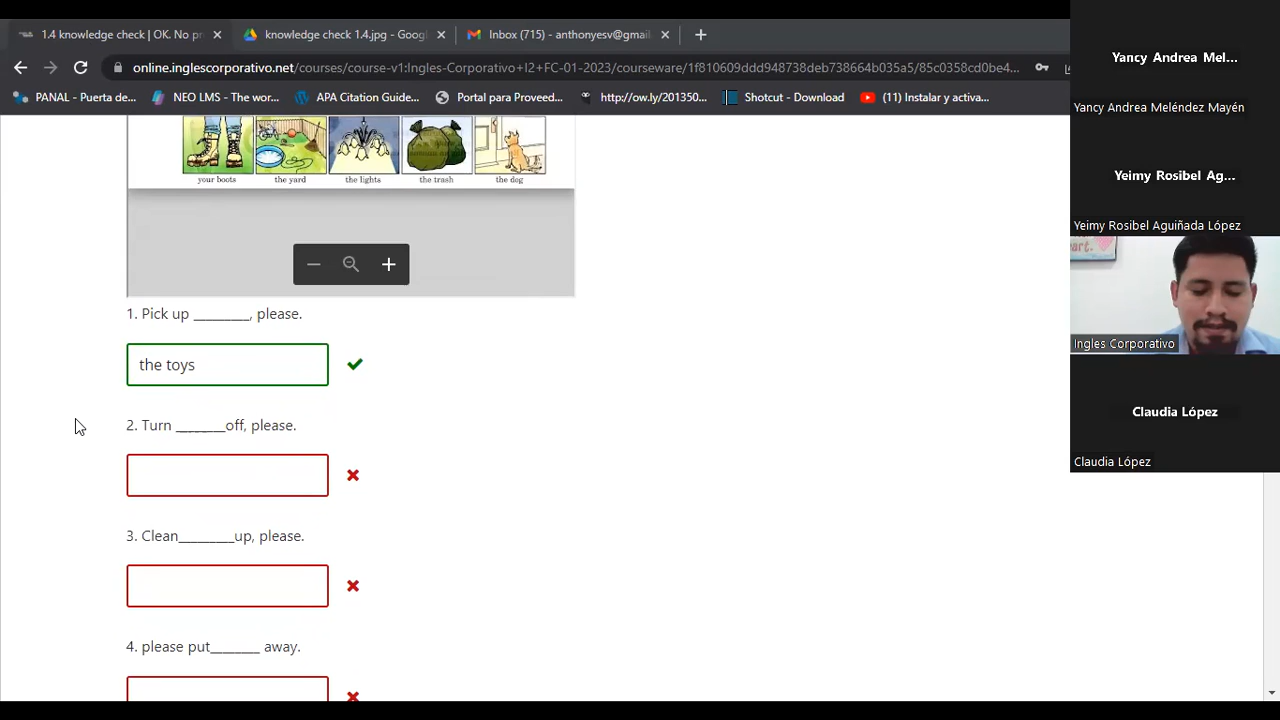 1.4 knowledge check | OK. No pr
knowledge check 1.4.jpg - Googl
Inbox (715) - anthonyesv@gmail.
online.inglescorporativo.net/courses/course-v1:Ingles-Corporativo+I2+FC-01-2023/courseware/1f810609ddd948738deb738664b035a5/85c0358cd0be4...
PANAL - Puerta de...
NEO LMS - The wor...
APA Citation Guide...
Portal para Proveed...
http://ow.ly/201350...
Shotcut - Download
(11) Instalar y activa...
your boots
the yard
the lights
the trash
the dog
1. Pick up ________, please.
the toys
2. Turn _______off, please.
3. Clean________up, please.
4. please put_______ away.
Yancy Andrea Mel...
Yancy Andrea Meléndez Mayén
Yeimy Rosibel Ag...
Yeimy Rosibel Aguiñada López
art.
Ingles Corporativo
Claudia López
Claudia López